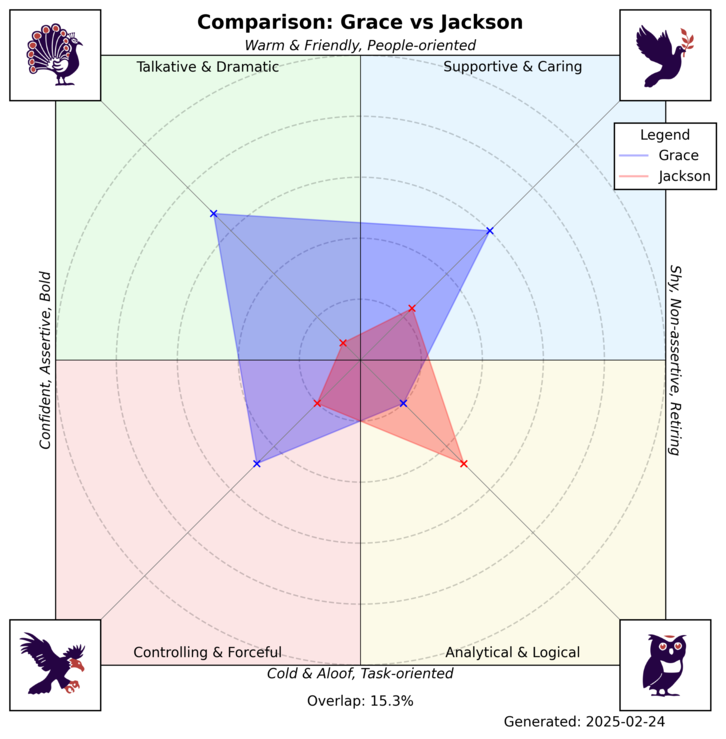 Comparison: Grace vs Jackson
Warm & Friendly, People-oriented
Talkative & Dramatic
Supportive & Caring
Legend
Grace
Jackson
Confident, Assertive, Bold
Shy, Non-assertive, Retiring
Controlling & Forceful
Analytical & Logical
Cold & Aloof, Task-oriented
Overlap: 15.3%
Generated: 2025-02-24